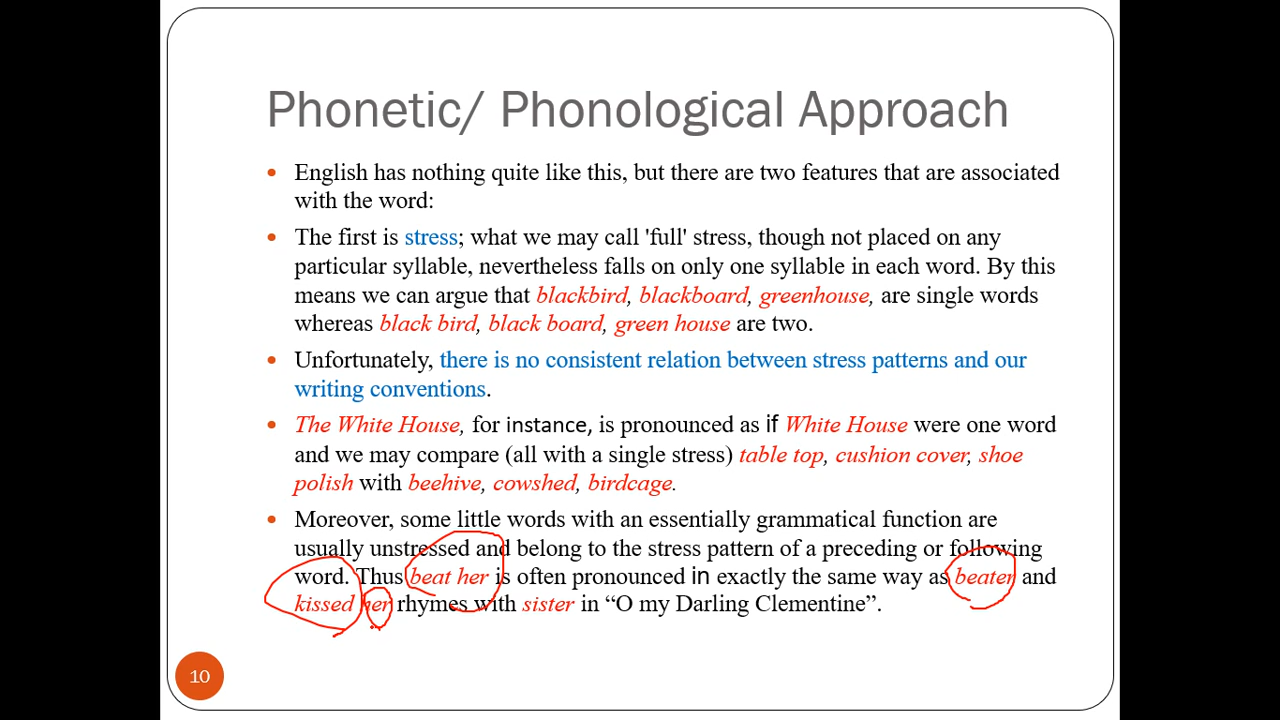 Phonetic/ Phonological Approach
• English has nothing quite like this, but there are two features that are associated
with the word:
• The first is stress; what we may call 'full' stress, though not placed on any
particular syllable, nevertheless falls on only one syllable in each word. By this
means we can argue that blackbird, blackboard, greenhouse, are single words
whereas black bird, black board, green house are two.
• Unfortunately, there is no consistent relation between stress patterns and our
writing conventions.
• The White House, for instance, is pronounced as if White House were one word
and we may compare (all with a single stress) table top, cushion cover, shoe
polish with beehive, cowshed, birdcage.
• Moreover, some little words with an essentially grammatical function are
usually unstressed and belong to the stress pattern of a preceding or following
word. Thus beat her is often pronounced in exactly the same way as beater and
kissed her rhymes with sister in “O my Darling Clementine”.
10